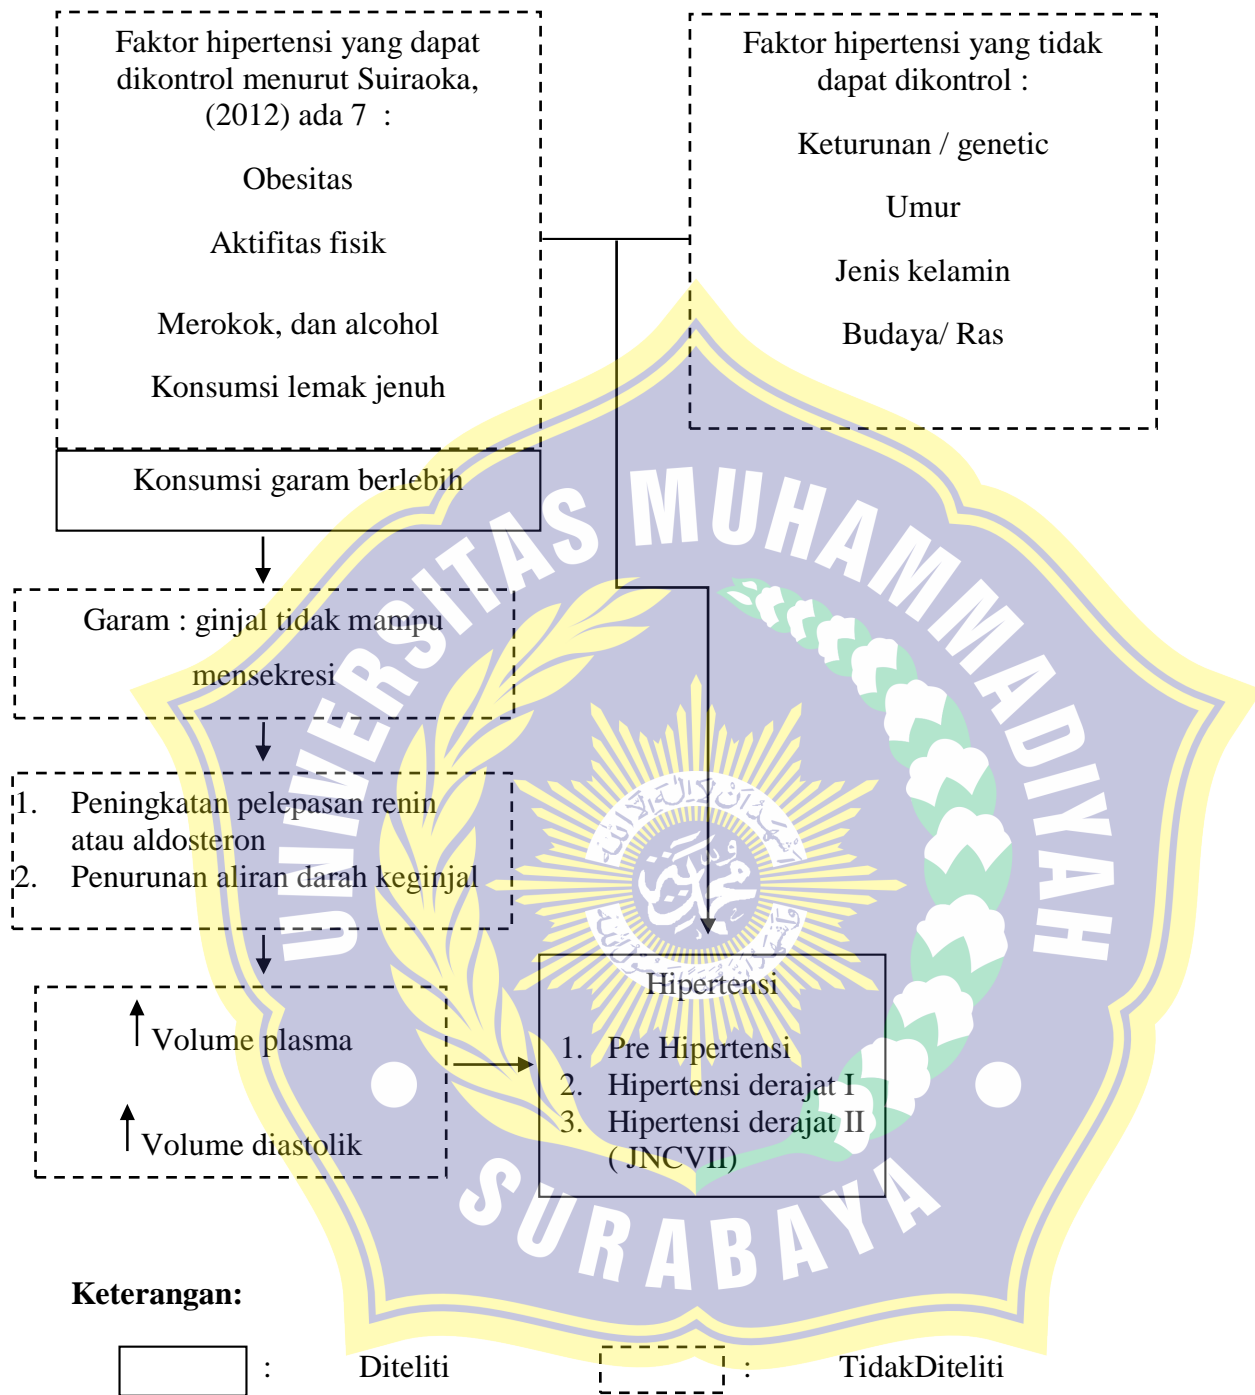 Faktor hipertensi yang dapat
dikontrol menurut Suiraoka,
(2012) ada 7 :
Obesitas
Aktifitas fisik
Merokok, dan alcohol
Konsumsi lemak jenuh
Konsumsi garam berlebih
Faktor hipertensi yang tidak
dapat dikontrol :
Keturunan / genetic
Umur
Jenis kelamin
Budaya/ Ras
Garam : ginjal tidak mampu
mensekresi
1. Peningkatan pelepasan renin
atau aldosteron
2. Penurunan aliran darah keginjal
Volume plasma
Volume diastolik
Hipertensi
1. Pre Hipertensi
2. Hipertensi derajat I
3. Hipertensi derajat II
( JNCVII)
UNIVERSITAS MUHAMMADIYAH
SURABAYA
Keterangan:
: Diteliti
: TidakDiteliti